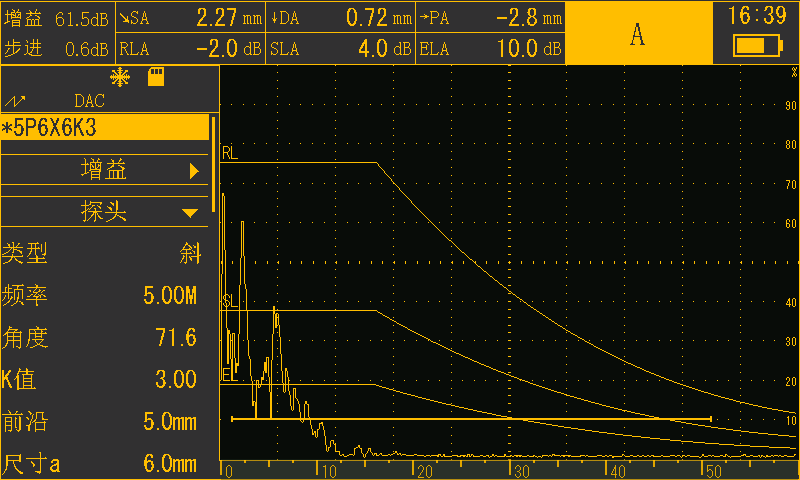 增益 61.5dB ↘SA 2.27 mm ↓DA 0.72 mm →PA -2.8 mm A 16:39
步进 0.6dB RLA -2.0 dB SLA 4.0 dB ELA 10.0 dB
DAC
*5P6X6K3
增益
探头
类型 斜
频率 5.00M
角度 71.6
K值 3.00
前沿 5.0mm
尺寸a 6.0mm
%
90
80
RL
70
60
50
SL
40
30
EL
20
10
0 10 20 30 40 50